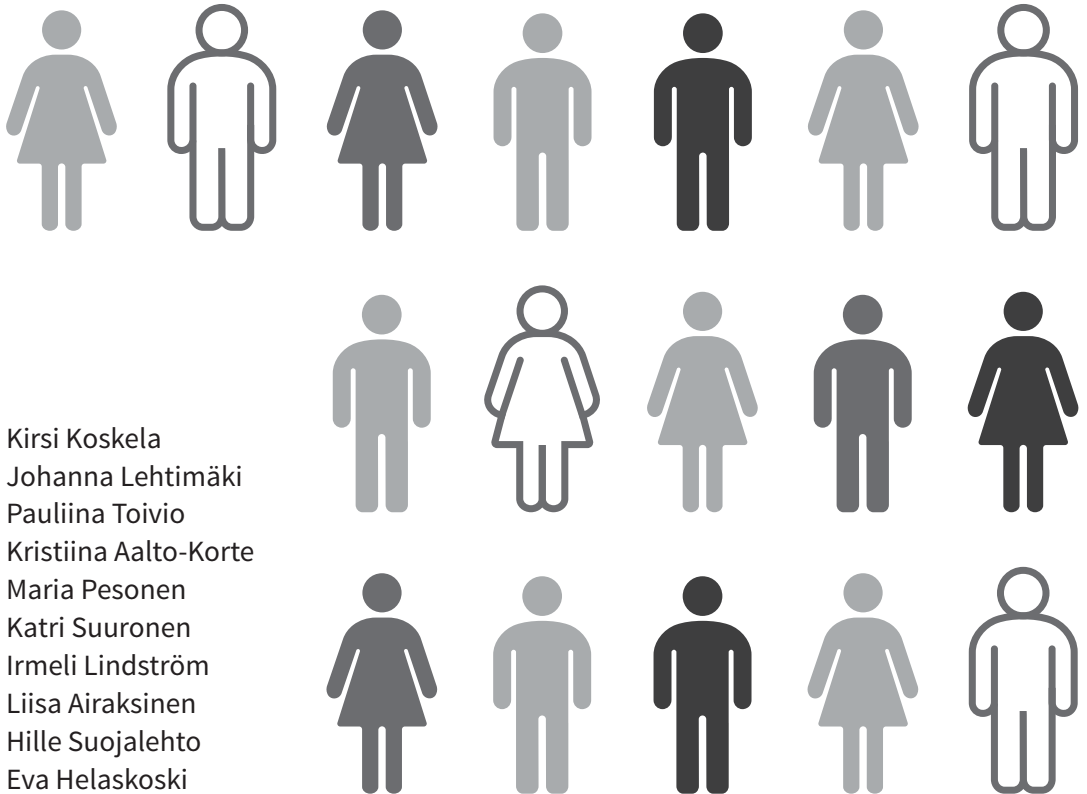 Kirsi Koskela
Johanna Lehtimäki
Pauliina Toivio
Kristiina Aalto-Korte
Maria Pesonen
Katri Suuronen
Irmeli Lindström
Liisa Airaksinen
Hille Suojalehto
Eva Helaskoski